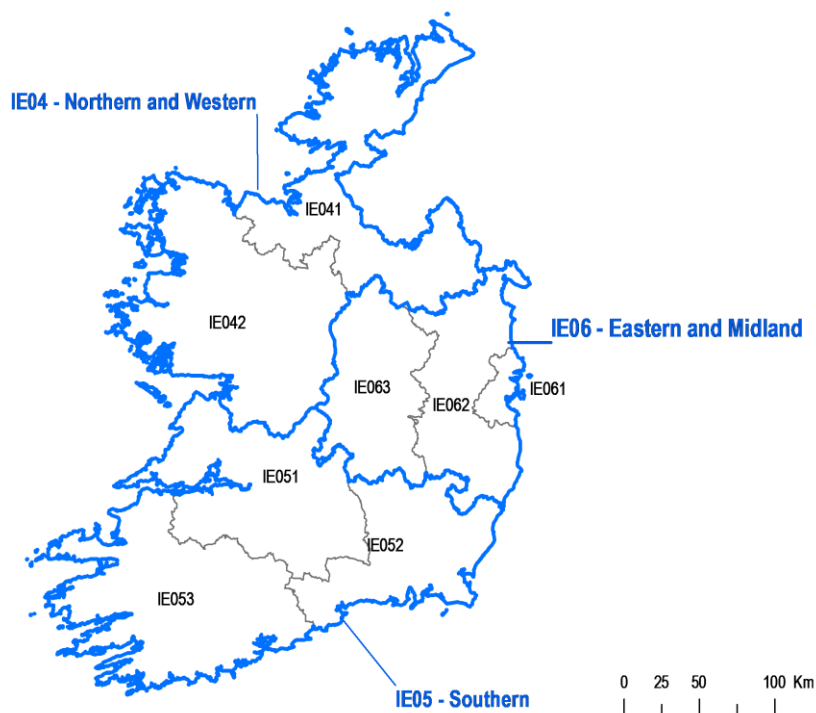 IE04 - Northern and Western
IE041
IE042
IE06 - Eastern and Midland
IE063
IE062
IE061
IE051
IE052
IE053
IE05 - Southern
0 25 50 100 Km